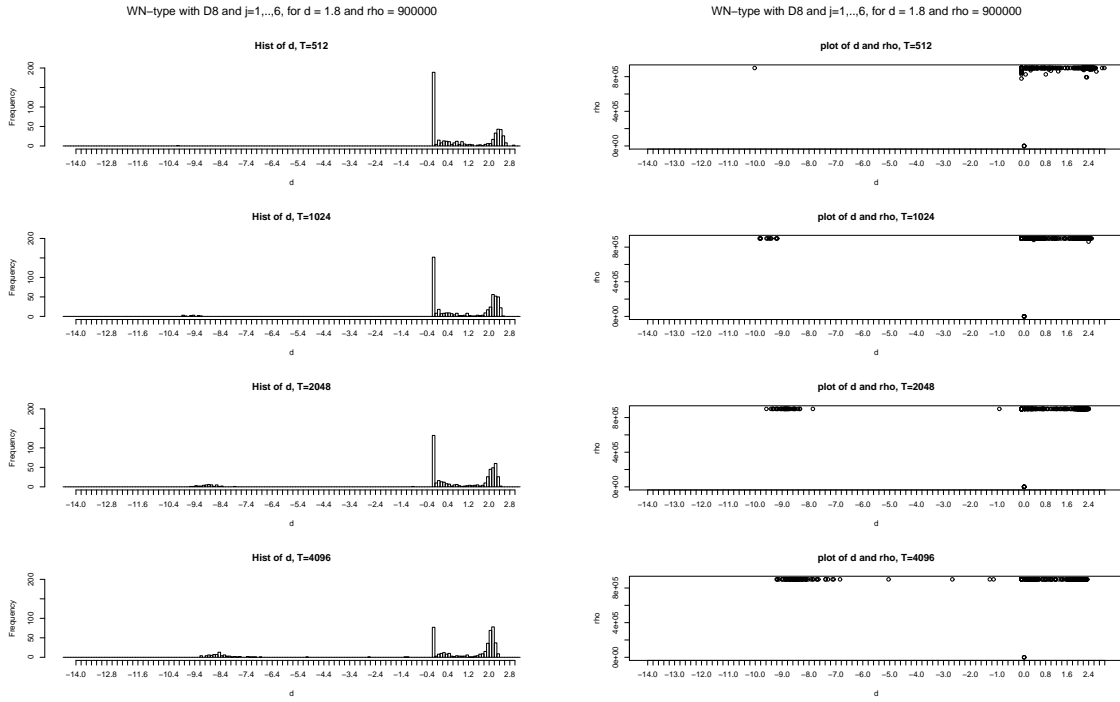 WN−type with D8 and j=1,..,6, for d = 1.8 and rho = 900000
Hist of d, T=512
Frequency
0 50 100 200
−14.0 −12.8 −11.6 −10.6 −9.4 −8.4 −7.4 −6.4 −5.4 −4.4 −3.4 −2.4 −1.4 −0.4 0.4 1.2 2.0 2.8
d
Hist of d, T=1024
Frequency
0 50 100 200
−14.0 −12.8 −11.6 −10.6 −9.4 −8.4 −7.4 −6.4 −5.4 −4.4 −3.4 −2.4 −1.4 −0.4 0.4 1.2 2.0 2.8
d
Hist of d, T=2048
Frequency
0 50 100 200
−14.0 −12.8 −11.6 −10.6 −9.4 −8.4 −7.4 −6.4 −5.4 −4.4 −3.4 −2.4 −1.4 −0.4 0.4 1.2 2.0 2.8
d
Hist of d, T=4096
Frequency
0 50 100 200
−14.0 −12.8 −11.6 −10.6 −9.4 −8.4 −7.4 −6.4 −5.4 −4.4 −3.4 −2.4 −1.4 −0.4 0.4 1.2 2.0 2.8
d
WN−type with D8 and j=1,..,6, for d = 1.8 and rho = 900000
plot of d and rho, T=512
rho
0e+00 4e+05 8e+05
−14.0 −13.0 −12.0 −11.0 −10.0 −9.0 −8.0 −7.0 −6.0 −5.0 −4.0 −3.0 −2.0 −1.0 0.0 0.8 1.6 2.4
d
plot of d and rho, T=1024
rho
0e+00 4e+05 8e+05
−14.0 −13.0 −12.0 −11.0 −10.0 −9.0 −8.0 −7.0 −6.0 −5.0 −4.0 −3.0 −2.0 −1.0 0.0 0.8 1.6 2.4
d
plot of d and rho, T=2048
rho
0e+00 4e+05 8e+05
−14.0 −13.0 −12.0 −11.0 −10.0 −9.0 −8.0 −7.0 −6.0 −5.0 −4.0 −3.0 −2.0 −1.0 0.0 0.8 1.6 2.4
d
plot of d and rho, T=4096
rho
0e+00 4e+05 8e+05
−14.0 −13.0 −12.0 −11.0 −10.0 −9.0 −8.0 −7.0 −6.0 −5.0 −4.0 −3.0 −2.0 −1.0 0.0 0.8 1.6 2.4
d